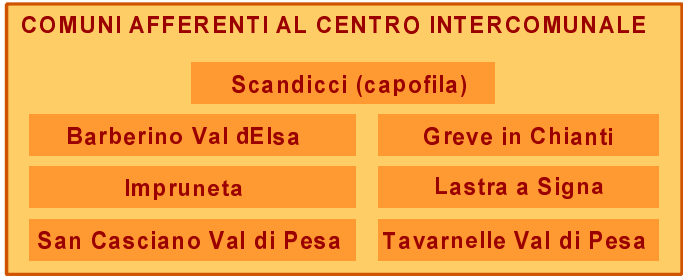 COMUNI AFFERENTI AL CENTRO INTERCOMUNALE
Scandicci (capofila)
Barberino Val dElsa
Greve in Chianti
Impruneta
Lastra a Signa
San Casciano Val di Pesa
Tavarnelle Val di Pesa